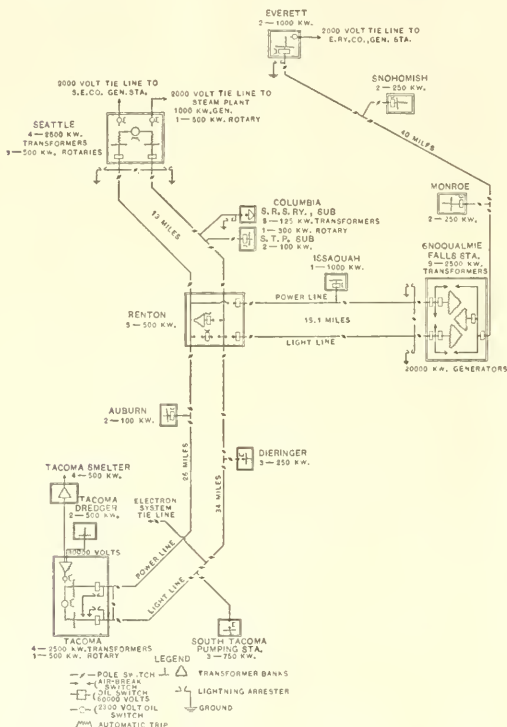 EVERETT
2—1000 KW.
2000 VOLT TIE LINE TO
E.RY.CO., GEN. STA.
SNOHOMISH
2—250 KW.
2000 VOLT TIE LINE TO
S.E.CO. GEN.STA.
2000 VOLT TIE LINE TO
STEAM PLANT
1000 KW.GEN.
1—500 KW. ROTARY
SEATTLE
4—2500 KW.
TRANSFORMERS
9—500 KW. ROTARIES
40 MILES
MONROE
2—250 KW.
COLUMBIA
S.R.S.RY., SUB
8—125 KW.TRANSFORMERS
1—300 KW. ROTARY
S.T.P. SUB
2—100 KW.
13 MILES
ISSAQUAH
1—1000 KW.
SNOQUALMIE
FALLS STA.
9—2500 KW.
TRANSFORMERS
POWER LINE
RENTON
5—500 KW.
15.1 MILES
LIGHT LINE
20000 KW. GENERATORS
AUBURN
2—100 KW.
26 MILES
34 MILES
DIERINGER
3—250 KW.
TACOMA SMELTER
4—500 KW.
TACOMA
DREDGER
2—500 KW.
ELECTRON
SYSTEM
TIE LINE
VOLTS
POWER LINE
LIGHT LINE
TACOMA
4—2500 KW.TRANSFORMERS
500 KW. ROTARY
SOUTH TACOMA
PUMPING STA.
3—750 KW.
LEGEND
POLE SWITCH
TRANSFORMER BANKS
AIR-BREAK
SWITCH
OIL SWITCH
60000 VOLTS
LIGHTNING ARRESTER
2300 VOLT OIL
SWITCH
GROUND
AUTOMATIC TRIP